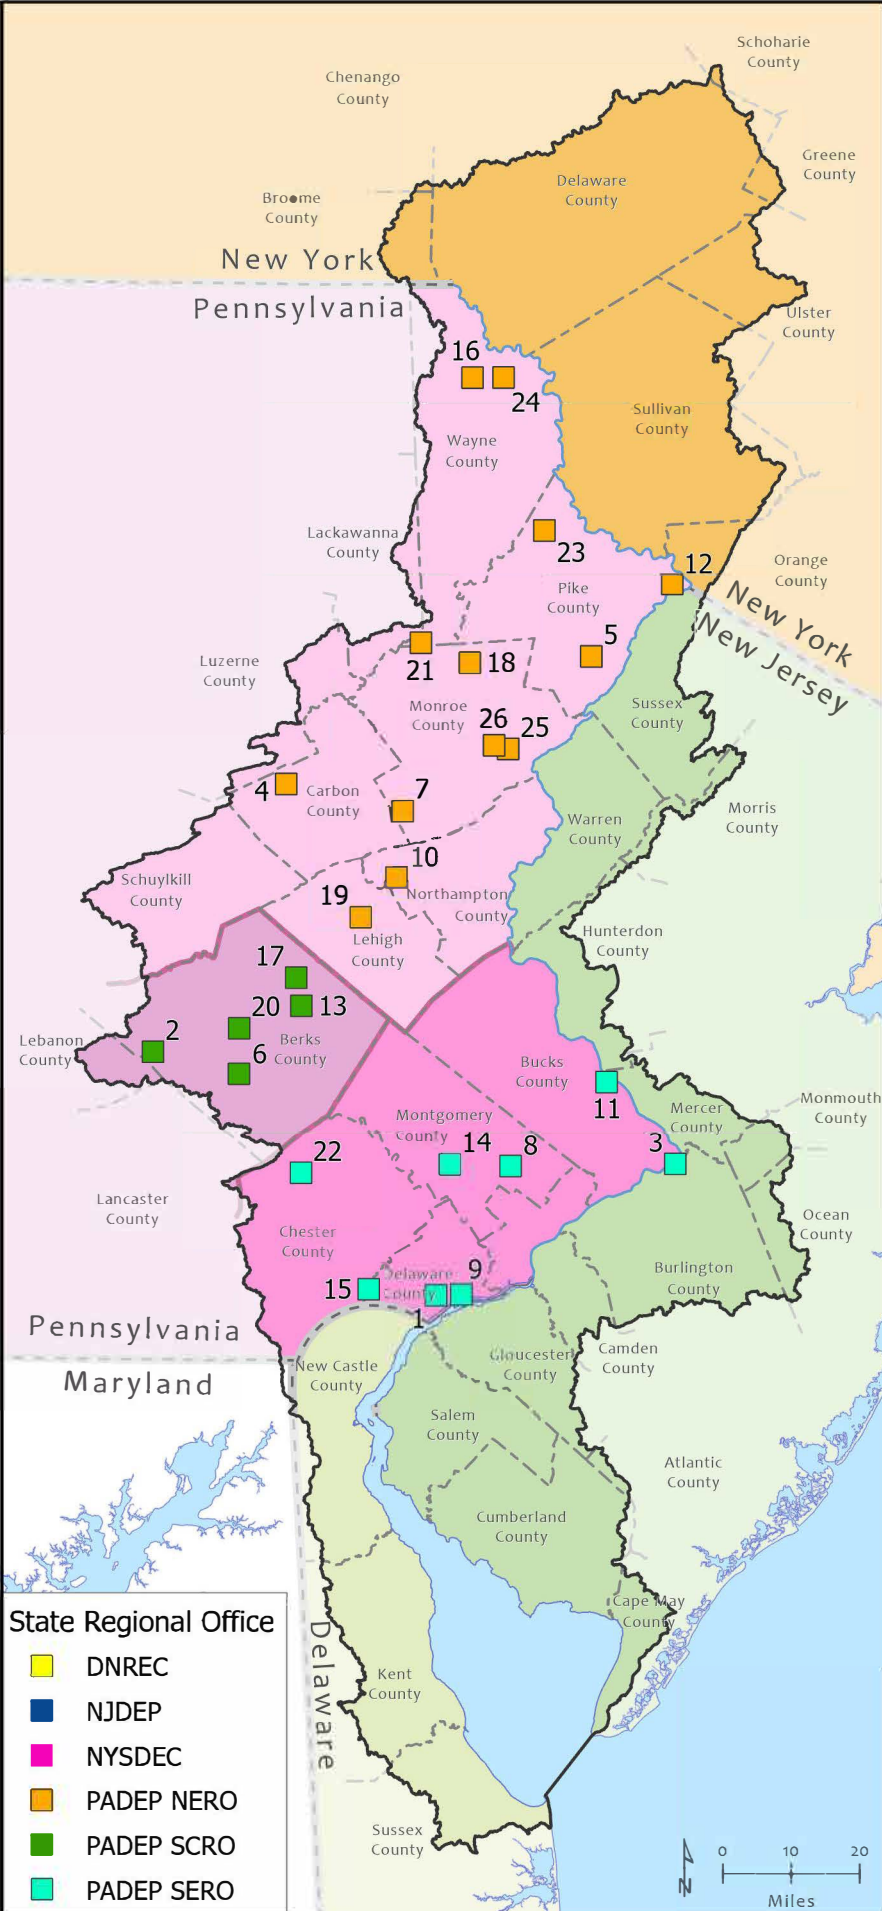 Schoharie
County
Chenango
County
Greene
County
Delaware
County
Broome
County
New York
Pennsylvania
Ulster
County
16
24
Sullivan
County
Wayne
County
Lackawanna
County
23
12
Orange
County
Pike
County
New York
New Jersey
5
21
18
Luzerne
County
Sussex
County
Monroe
County
26
25
4
Carbon
County
7
Morris
County
Warren
County
10
Schuylkill
County
19
Northampton
County
Lehigh
County
Hunterdon
County
17
20
13
2
Lebanon
County
6
Berks
County
Bucks
County
11
Mercer
County
Monmouth
County
Montgomery
County
22
14
8
3
Lancaster
County
Ocean
County
Chester
County
Burlington
County
15
Delaware
County
9
1
Pennsylvania
Maryland
New Castle
County
Gloucester
County
Camden
County
Salem
County
Atlantic
County
Cumberland
County
Cape May
County
Delaware
Kent
County
Sussex
County
State Regional Office
DNREC
NJDEP
NYSDEC
PADEP NERO
PADEP SCRO
PADEP SERO
N
0 10 20
Miles